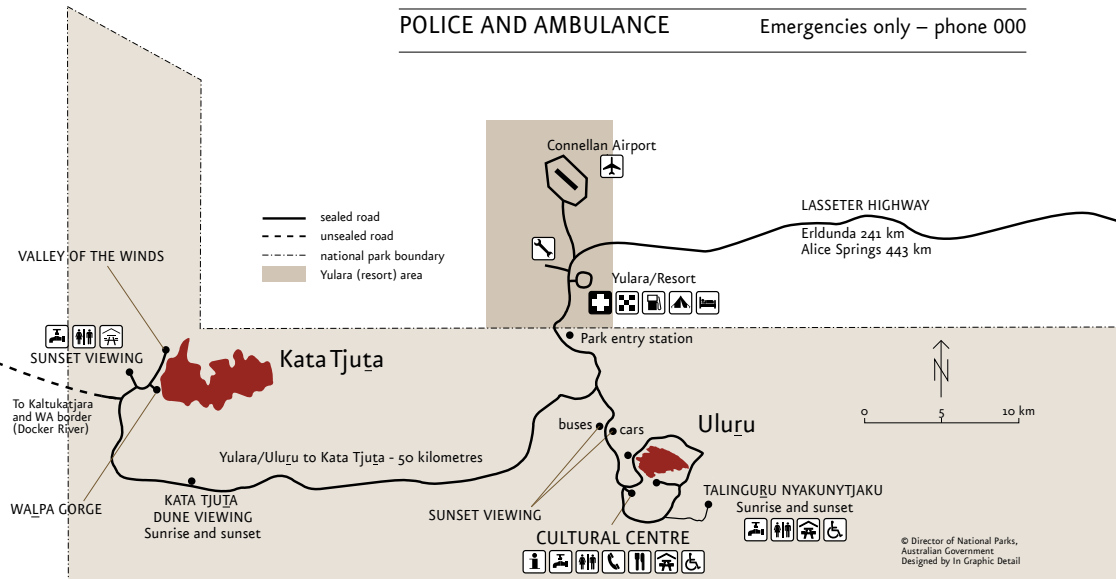 POLICE AND AMBULANCE Emergencies only – phone 000
Connellan Airport
sealed road
unsealed road
national park boundary
Yulara (resort) area
LASSETER HIGHWAY
Erldunda 241 km
Alice Springs 443 km
VALLEY OF THE WINDS
Yulara/Resort
Park entry station
SUNSET VIEWING
Kata Tjuṯa
N
To Kaltukatjara
and WA border
(Docker River)
0 5 10 km
buses
cars
Uluṟu
Yulara/Uluṟu to Kata Tjuṯa - 50 kilometres
WAḺPA GORGE
KATA TJUṮA
DUNE VIEWING
Sunrise and sunset
SUNSET VIEWING
TALINGUṞU NYAKUNYTJAKU
Sunrise and sunset
CULTURAL CENTRE
i
© Director of National Parks,
Australian Government
Designed by In Graphic Detail